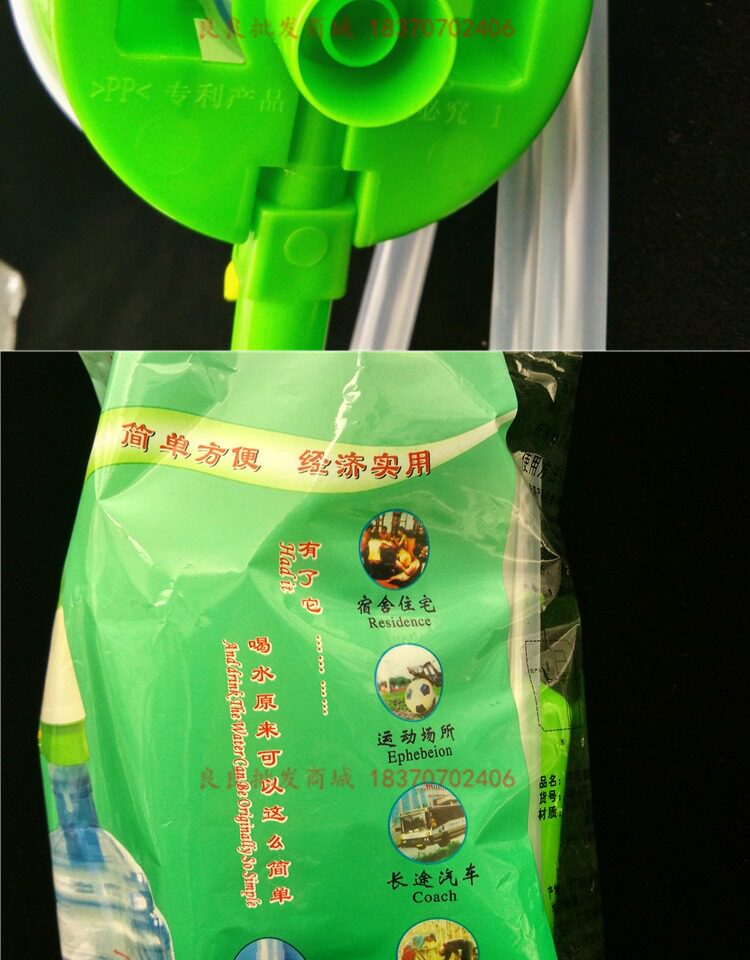 良良批发商城 18370702406
>PP< 专利产品
必究 1
简单方便 经济实用
使用方
有了它 … … …
Had it
宿舍住宅
Residence
喝水原来可以这么简单
And drink The Water Can Be Originally So Simple
运动场所
Ephebeion
良良批发商城 18370702406
品名:
货号:
材质:
长途汽车
Coach